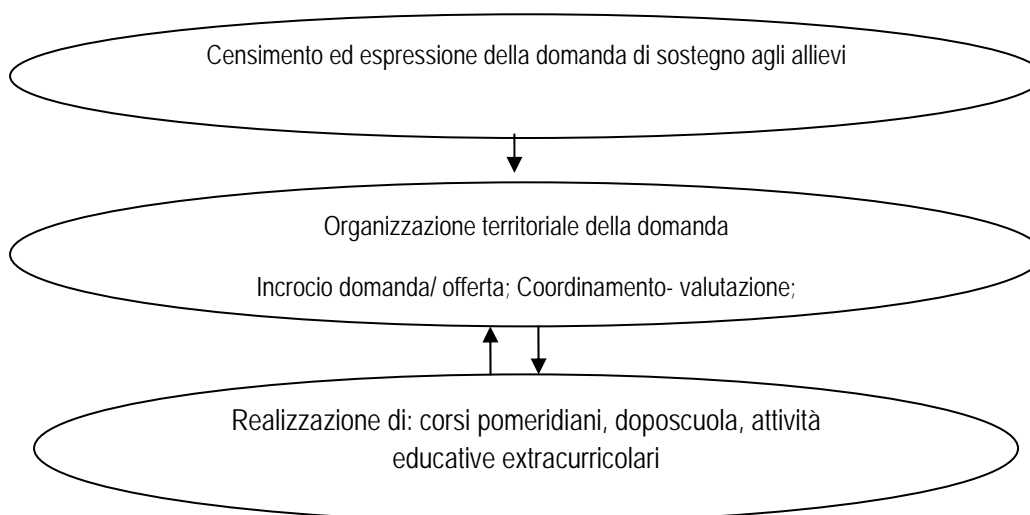 Censimento ed espressione della domanda di sostegno agli allievi
Organizzazione territoriale della domanda
Incrocio domanda/ offerta; Coordinamento- valutazione;
Realizzazione di: corsi pomeridiani, doposcuola, attività
educative extracurricolari